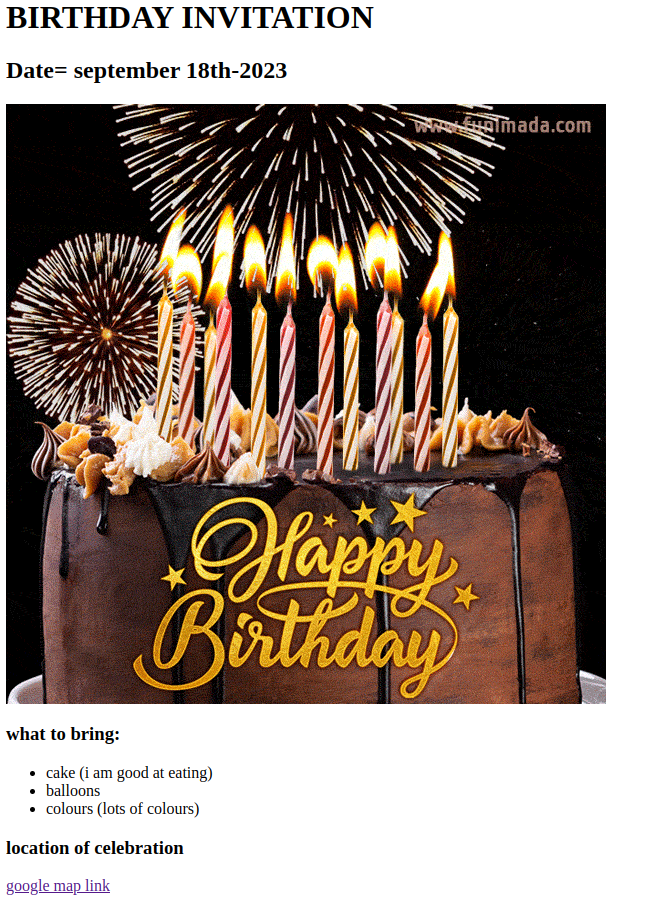 BIRTHDAY INVITATION
Date= september 18th-2023
www.funimada.com
Happy
Birthday
what to bring:
cake (i am good at eating)
balloons
colours (lots of colours)
location of celebration
google map link